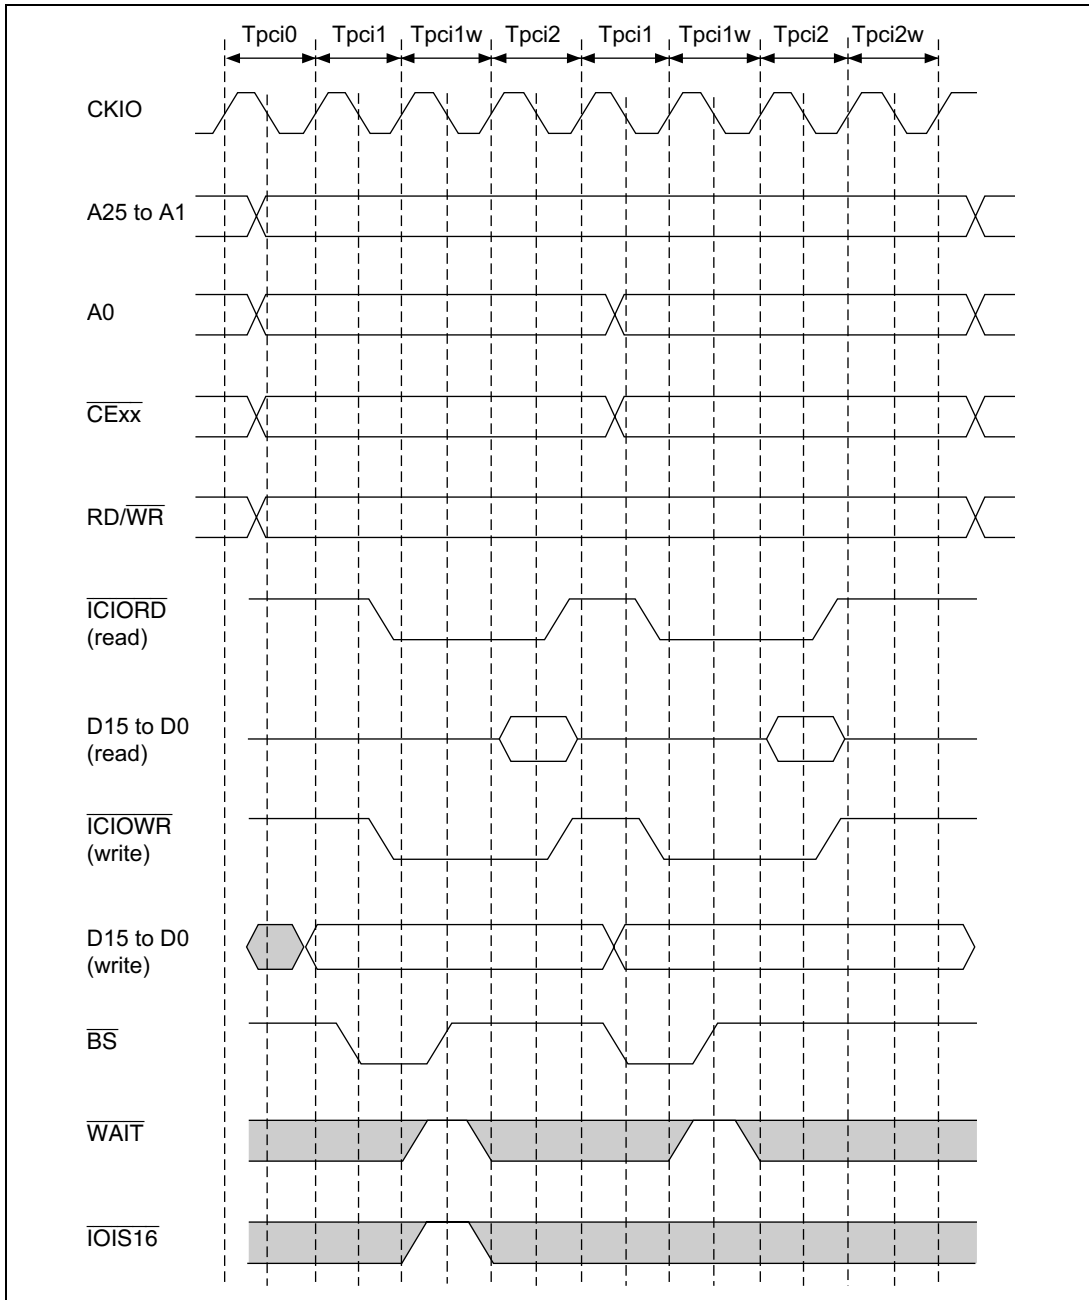 Tpci0 Tpci1 Tpci1w Tpci2 Tpci1 Tpci1w Tpci2 Tpci2w
CKIO
A25 to A1
A0
CExx
RD/WR
ICIORD
(read)
D15 to D0
(read)
ICIOWR
(write)
D15 to D0
(write)
BS
WAIT
IOIS16